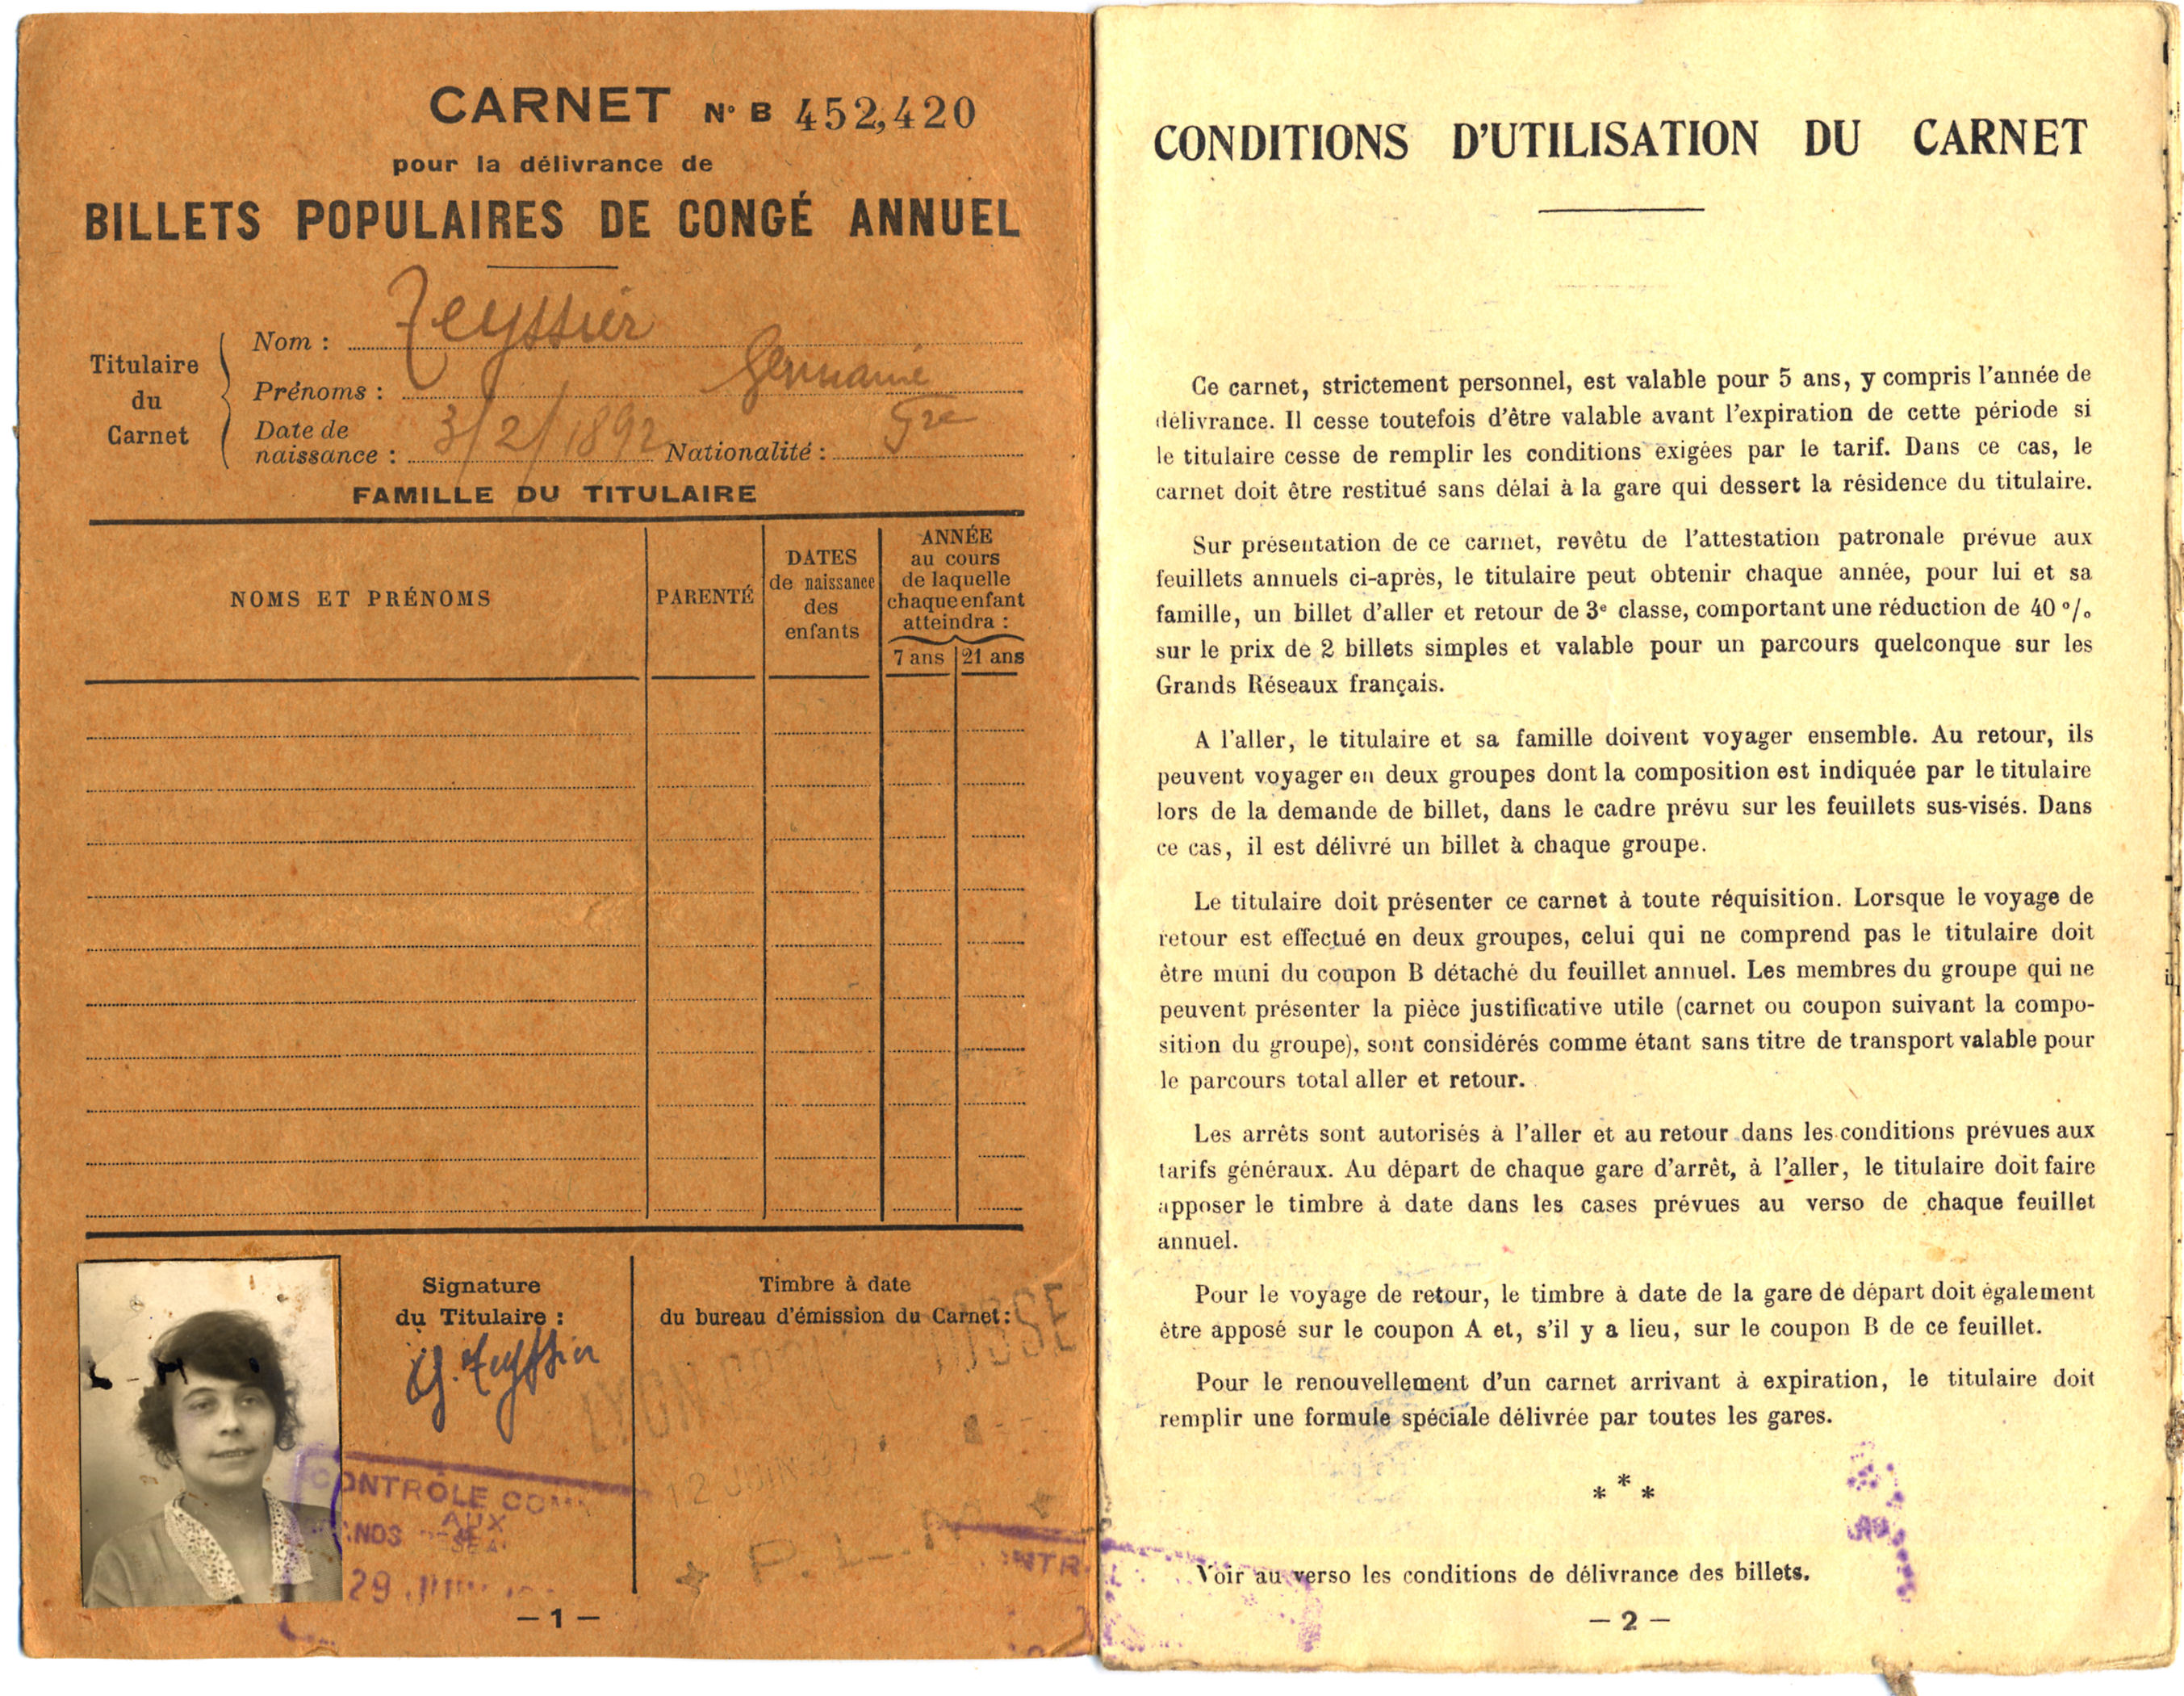 CARNET N° B 452,420
pour la délivrance de
BILLETS POPULAIRES DE CONGÉ ANNUEL
Titulaire
du
Carnet
Nom : Teyssier
Prénoms : Germaine
Date de
naissance : 3/2/1892 Nationalité : Fse
FAMILLE DU TITULAIRE
NOMS ET PRÉNOMS
PARENTÉ
DATES
de naissance
des
enfants
ANNÉE
au cours
de laquelle
chaque enfant
atteindra :
7 ans 21 ans
Signature
du Titulaire :
G. Teyssier
Timbre à date
du bureau d'émission du Carnet :
CONTRÔLE COM
AUX
29 JUIN
12 JUIN
P. L. M
NTR
— 1 —
CONDITIONS D'UTILISATION DU CARNET
Ce carnet, strictement personnel, est valable pour 5 ans, y compris l'année de
délivrance. Il cesse toutefois d'être valable avant l'expiration de cette période si
le titulaire cesse de remplir les conditions exigées par le tarif. Dans ce cas, le
carnet doit être restitué sans délai à la gare qui dessert la résidence du titulaire.
Sur présentation de ce carnet, revêtu de l'attestation patronale prévue aux
feuillets annuels ci-après, le titulaire peut obtenir chaque année, pour lui et sa
famille, un billet d'aller et retour de 3e classe, comportant une réduction de 40 %
sur le prix de 2 billets simples et valable pour un parcours quelconque sur les
Grands Réseaux français.
A l'aller, le titulaire et sa famille doivent voyager ensemble. Au retour, ils
peuvent voyager en deux groupes dont la composition est indiquée par le titulaire
lors de la demande de billet, dans le cadre prévu sur les feuillets sus-visés. Dans
ce cas, il est délivré un billet à chaque groupe.
Le titulaire doit présenter ce carnet à toute réquisition. Lorsque le voyage de
retour est effectué en deux groupes, celui qui ne comprend pas le titulaire doit
être muni du coupon B détaché du feuillet annuel. Les membres du groupe qui ne
peuvent présenter la pièce justificative utile (carnet ou coupon suivant la compo-
sition du groupe), sont considérés comme étant sans titre de transport valable pour
le parcours total aller et retour.
Les arrêts sont autorisés à l'aller et au retour dans les conditions prévues aux
tarifs généraux. Au départ de chaque gare d'arrêt, à l'aller, le titulaire doit faire
apposer le timbre à date dans les cases prévues au verso de chaque feuillet
annuel.
Pour le voyage de retour, le timbre à date de la gare de départ doit également
être apposé sur le coupon A et, s'il y a lieu, sur le coupon B de ce feuillet.
Pour le renouvellement d'un carnet arrivant à expiration, le titulaire doit
remplir une formule spéciale délivrée par toutes les gares.
* * *
Voir au verso les conditions de délivrance des billets.
— 2 —